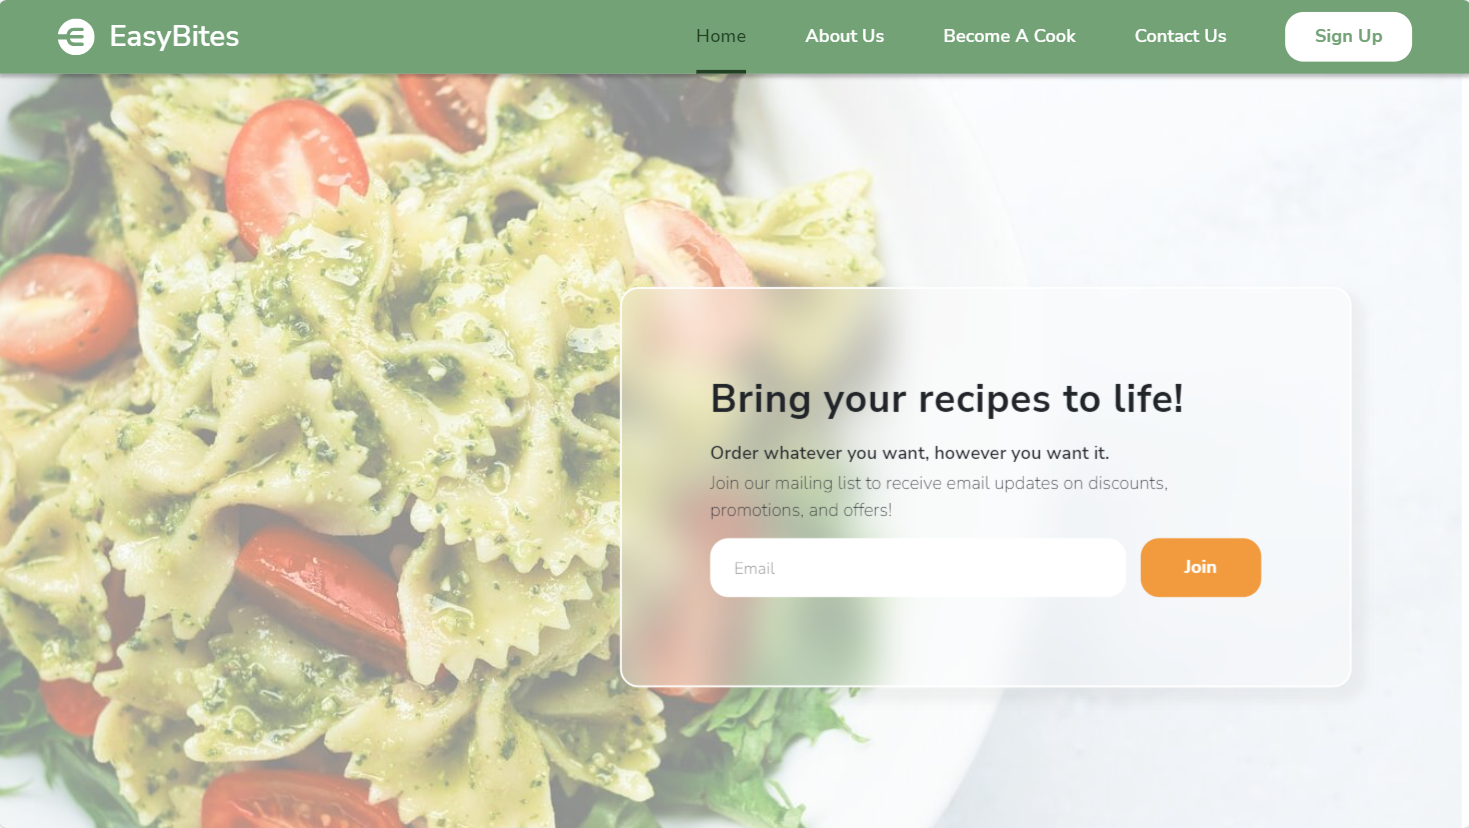 EasyBites
Home
About Us
Become A Cook
Contact Us
Sign Up
Bring your recipes to life!
Order whatever you want, however you want it.
Join our mailing list to receive email updates on discounts,
promotions, and offers!
Email
Join